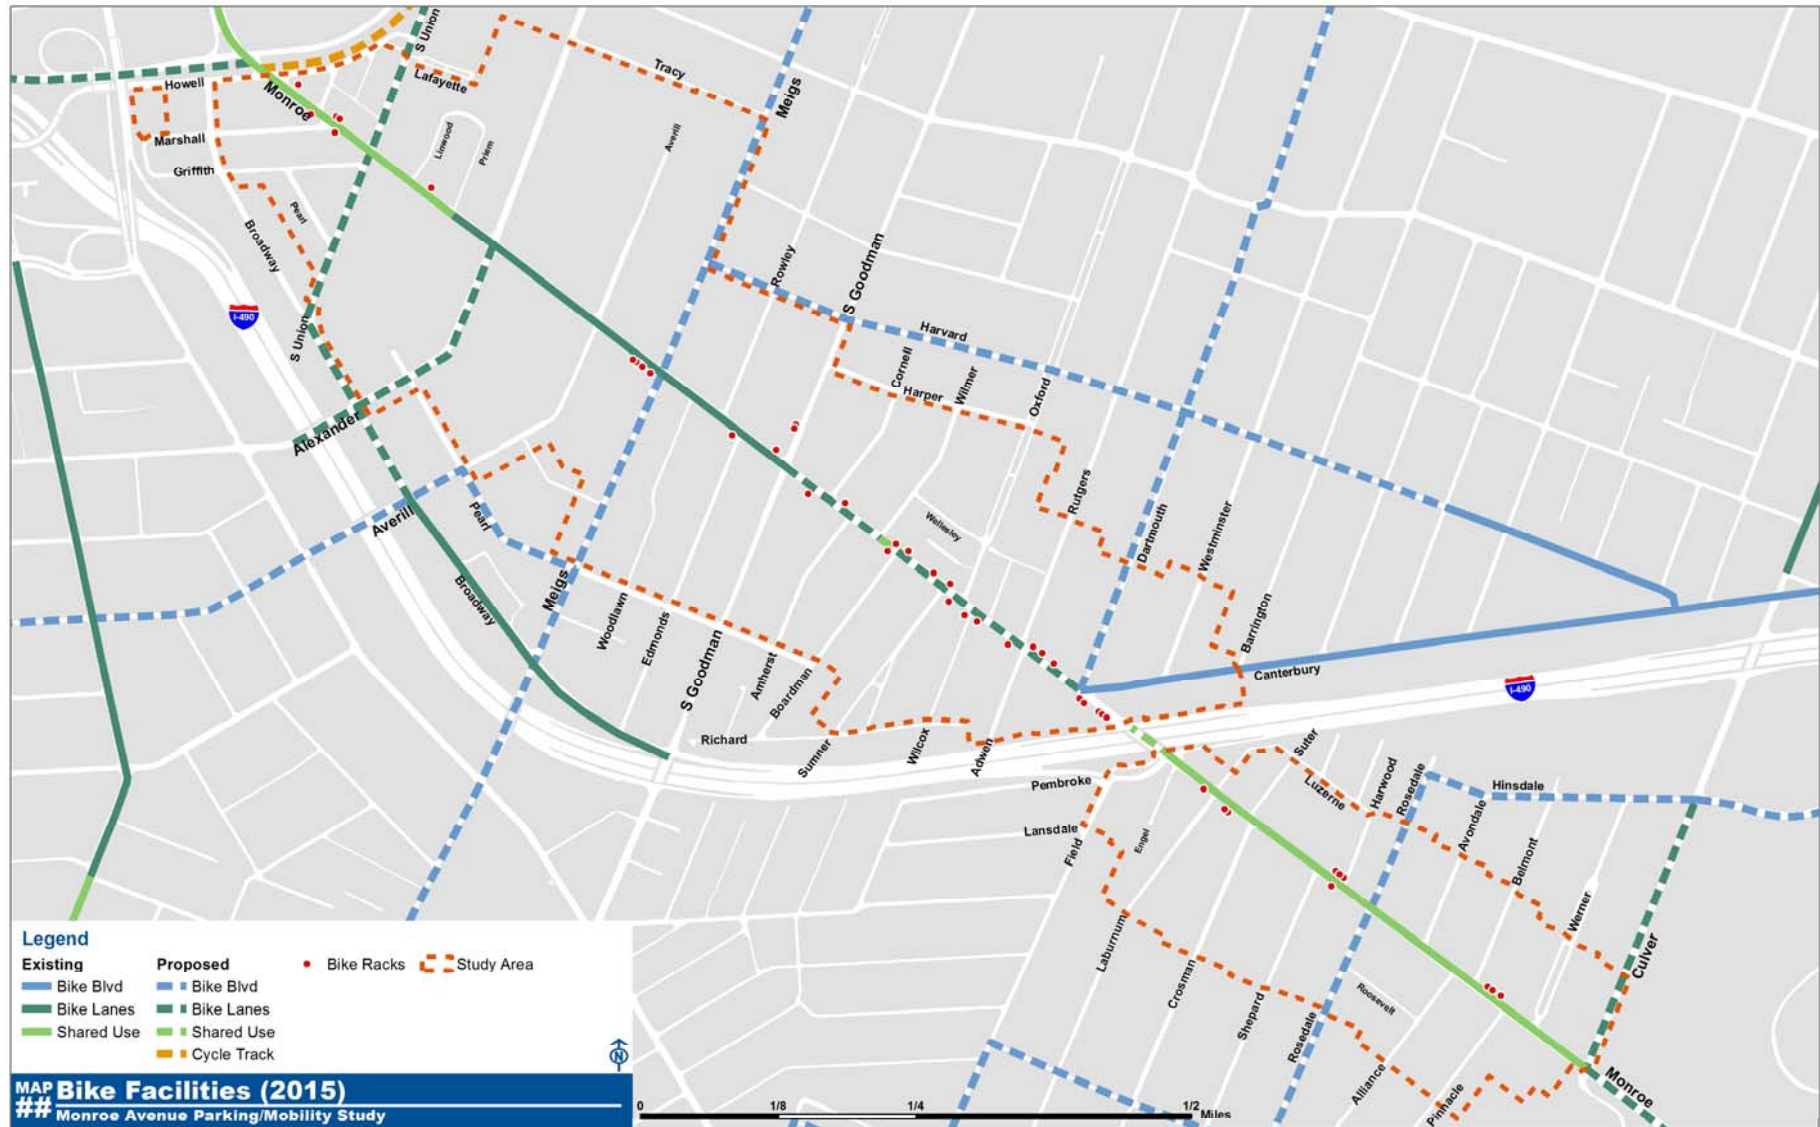 S Union
Lafayette
Tracy
Meigs
Howell
Monroe
Marshall
Griffith
Linwood
Priem
Averill
Pearl
Broadway
I-490
S Union
Rowley
S Goodman
Harvard
Cornell
Harper
Wilmer
Oxford
Alexander
Averill
Pearl
Rutgers
Dartmouth
Westminster
Wellesley
Broadway
Meigs
Woodlawn
Edmonds
S Goodman
Amherst
Boardman
Barrington
Canterbury
I-490
Richard
Sumner
Wilcox
Adwen
Pembroke
Lansdale
Field
Engel
Suter
Luzerne
Harwood
Rosedale
Hinsdale
Avondale
Belmont
Werner
Culver
Laburnum
Crosman
Shepard
Roosevelt
Rosedale
Alliance
Pinnacle
Monroe
Legend
Existing
Proposed
Bike Racks
Study Area
Bike Blvd
Bike Blvd
Bike Lanes
Bike Lanes
Shared Use
Shared Use
Cycle Track
N
MAP
##
Bike Facilities (2015)
Monroe Avenue Parking/Mobility Study
0 1/8 1/4 1/2
Miles